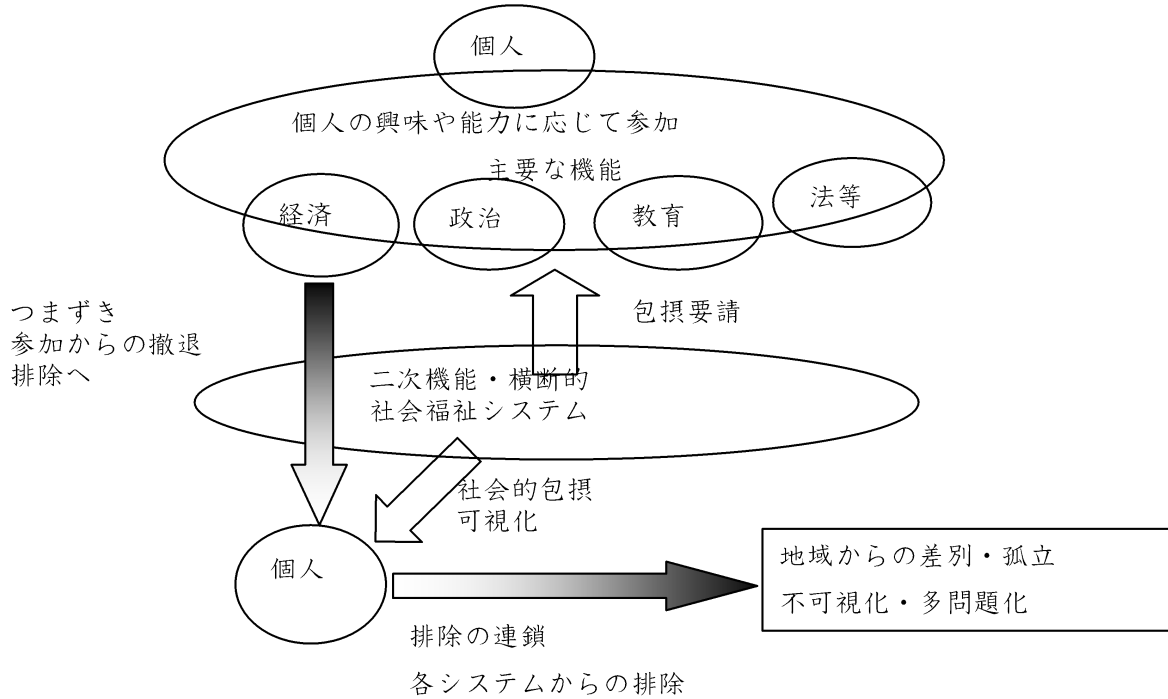 個人
個人の興味や能力に応じて参加
主要な機能
経済
政治
教育
法等
つまずき
参加からの撤退
排除へ
包摂要請
二次機能・横断的
社会福祉システム
社会的包摂
可視化
個人
地域からの差別・孤立
不可視化・多問題化
排除の連鎖
各システムからの排除